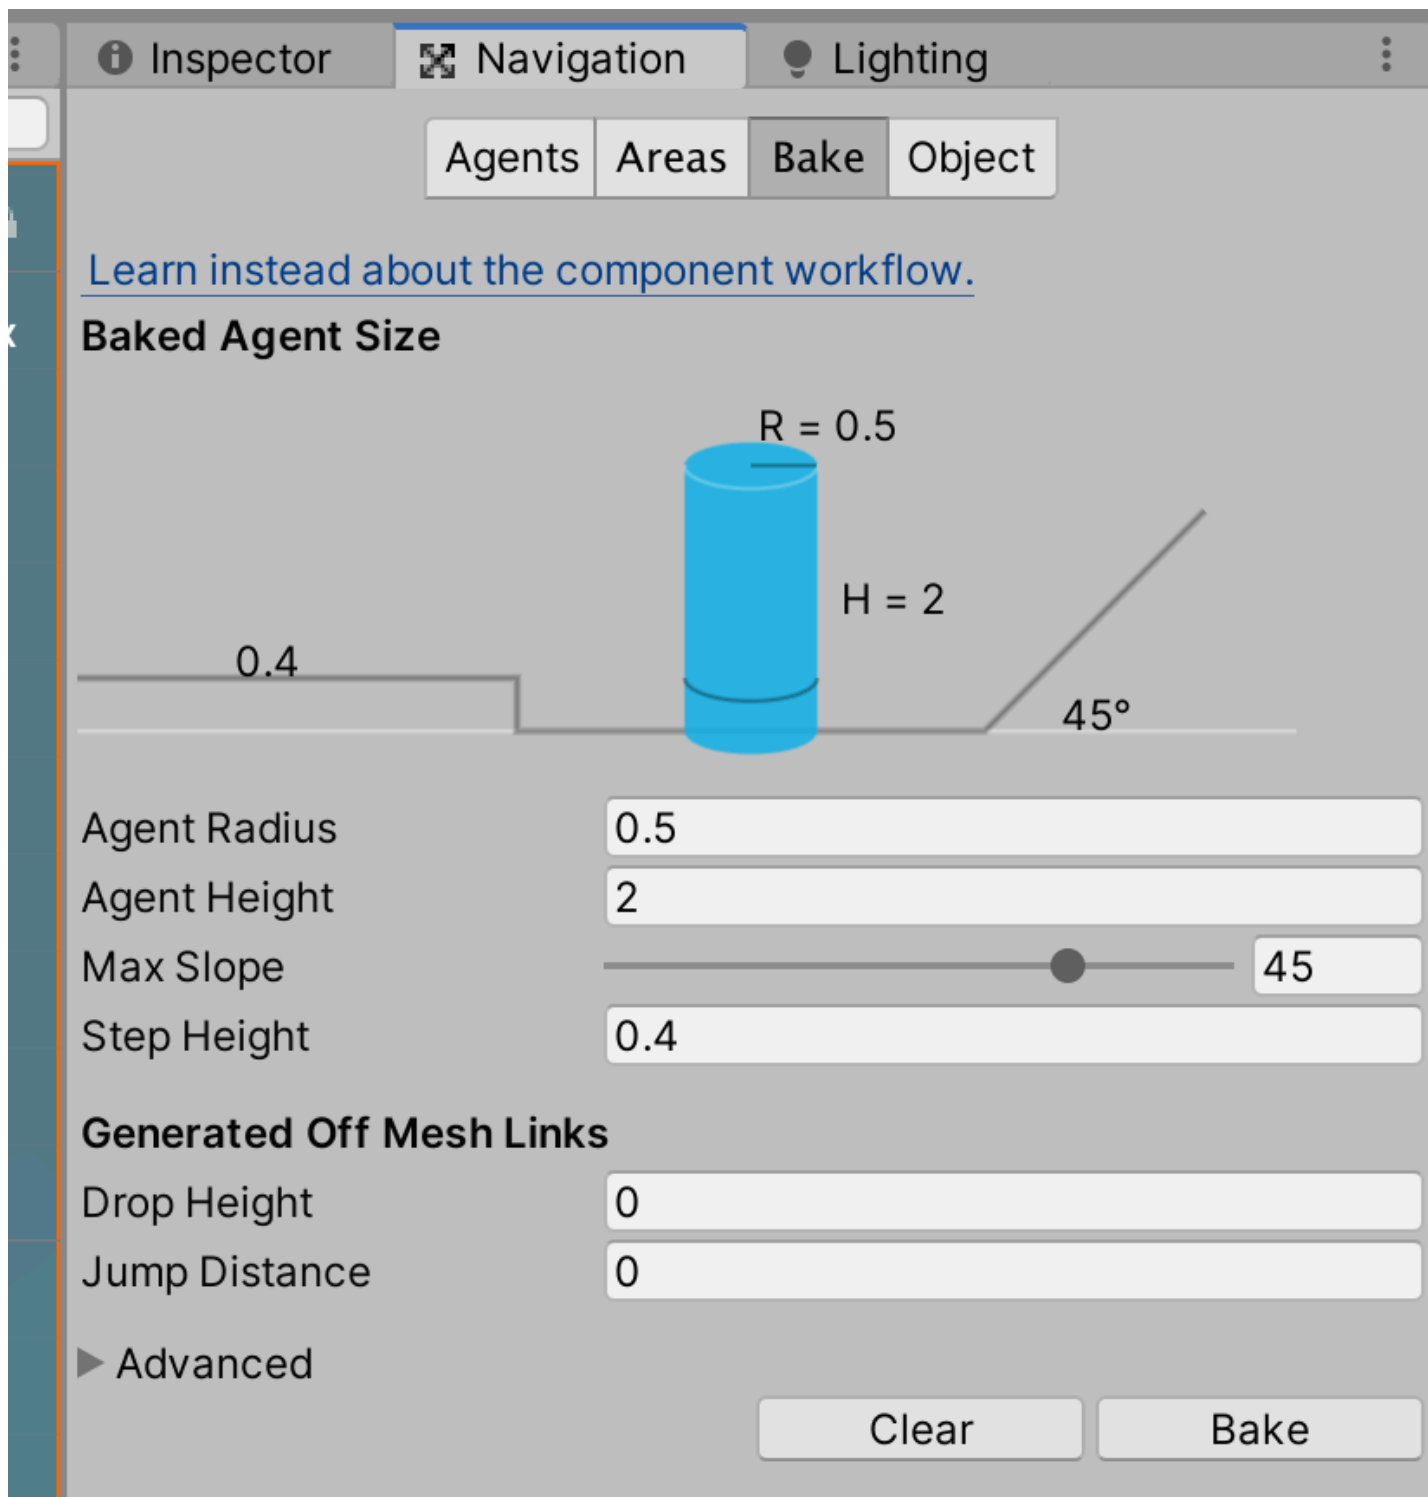 Inspector Navigation Lighting
Agents Areas Bake Object
Learn instead about the component workflow.
Baked Agent Size
R = 0.5
H = 2
0.4
45°
Agent Radius 0.5
Agent Height 2
Max Slope 45
Step Height 0.4
Generated Off Mesh Links
Drop Height 0
Jump Distance 0
Advanced
Clear Bake